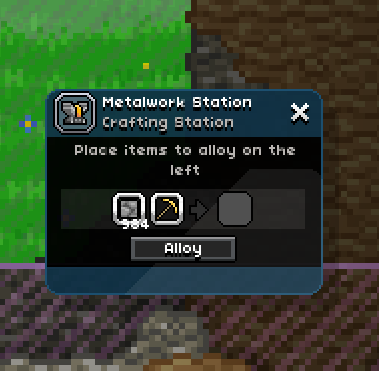 Metalwork Station
Crafting Station
Place items to alloy on the
left
984
Alloy